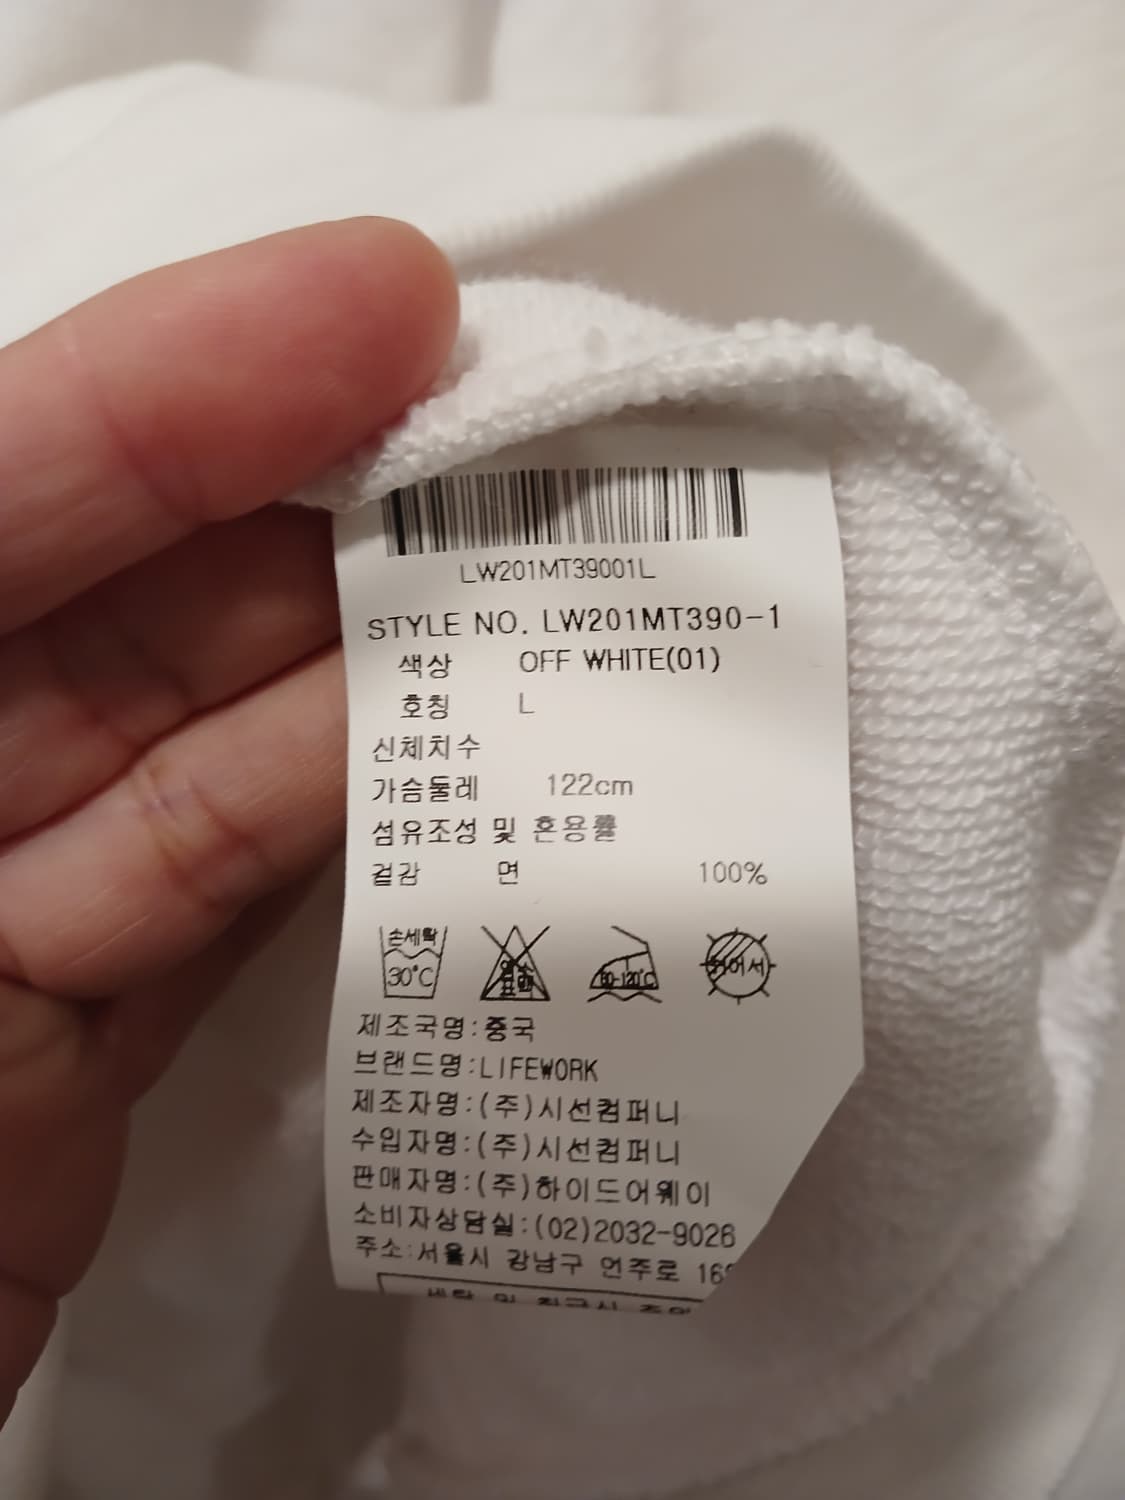 LW201MT39001L
STYLE NO. LW201MT390-1
색상 OFF WHITE(01)
호칭 L
신체치수
가슴둘레 122cm
섬유조성 및 혼용률
겉감 면 100%
손세탁
30°C
80-120°C
제조국명:중국
브랜드명:LIFEWORK
제조자명:(주)시선컴퍼니
수입자명:(주)시선컴퍼니
판매자명:(주)하이드어웨이
소비자상담실:(02)2032-9026
주소:서울시 강남구 언주로